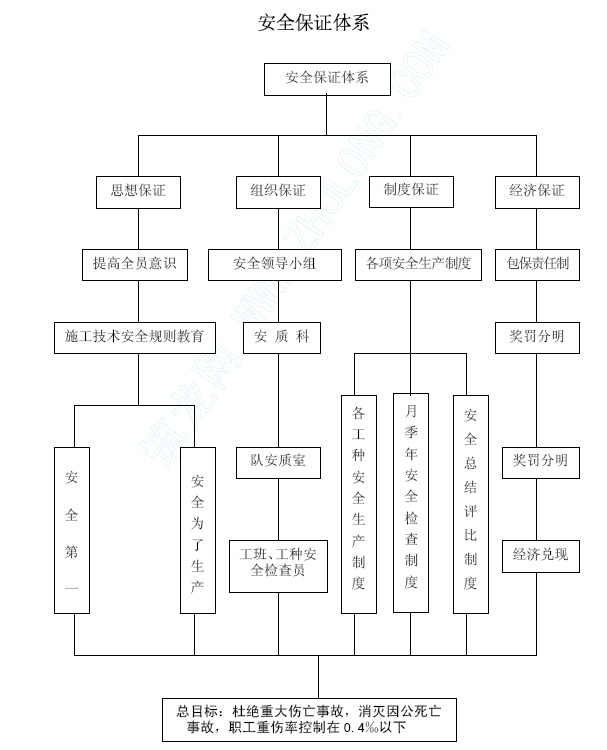 安全保证体系
安全保证体系
思想保证
组织保证
制度保证
经济保证
提高全员意识
安全领导小组
各项安全生产制度
包保责任制
施工技术安全规则教育
安质科
奖罚分明
安全第一
安全为了生产
队安质室
各工种安全生产制度
月季年安全检查制度
安全总结评比制度
奖罚分明
工班、工种安
全检查员
经济兑现
总目标：杜绝重大伤亡事故，消灭因公死亡
事故，职工重伤率控制在0.4‰以下
筑龙网 WWW.ZHULONG.COM